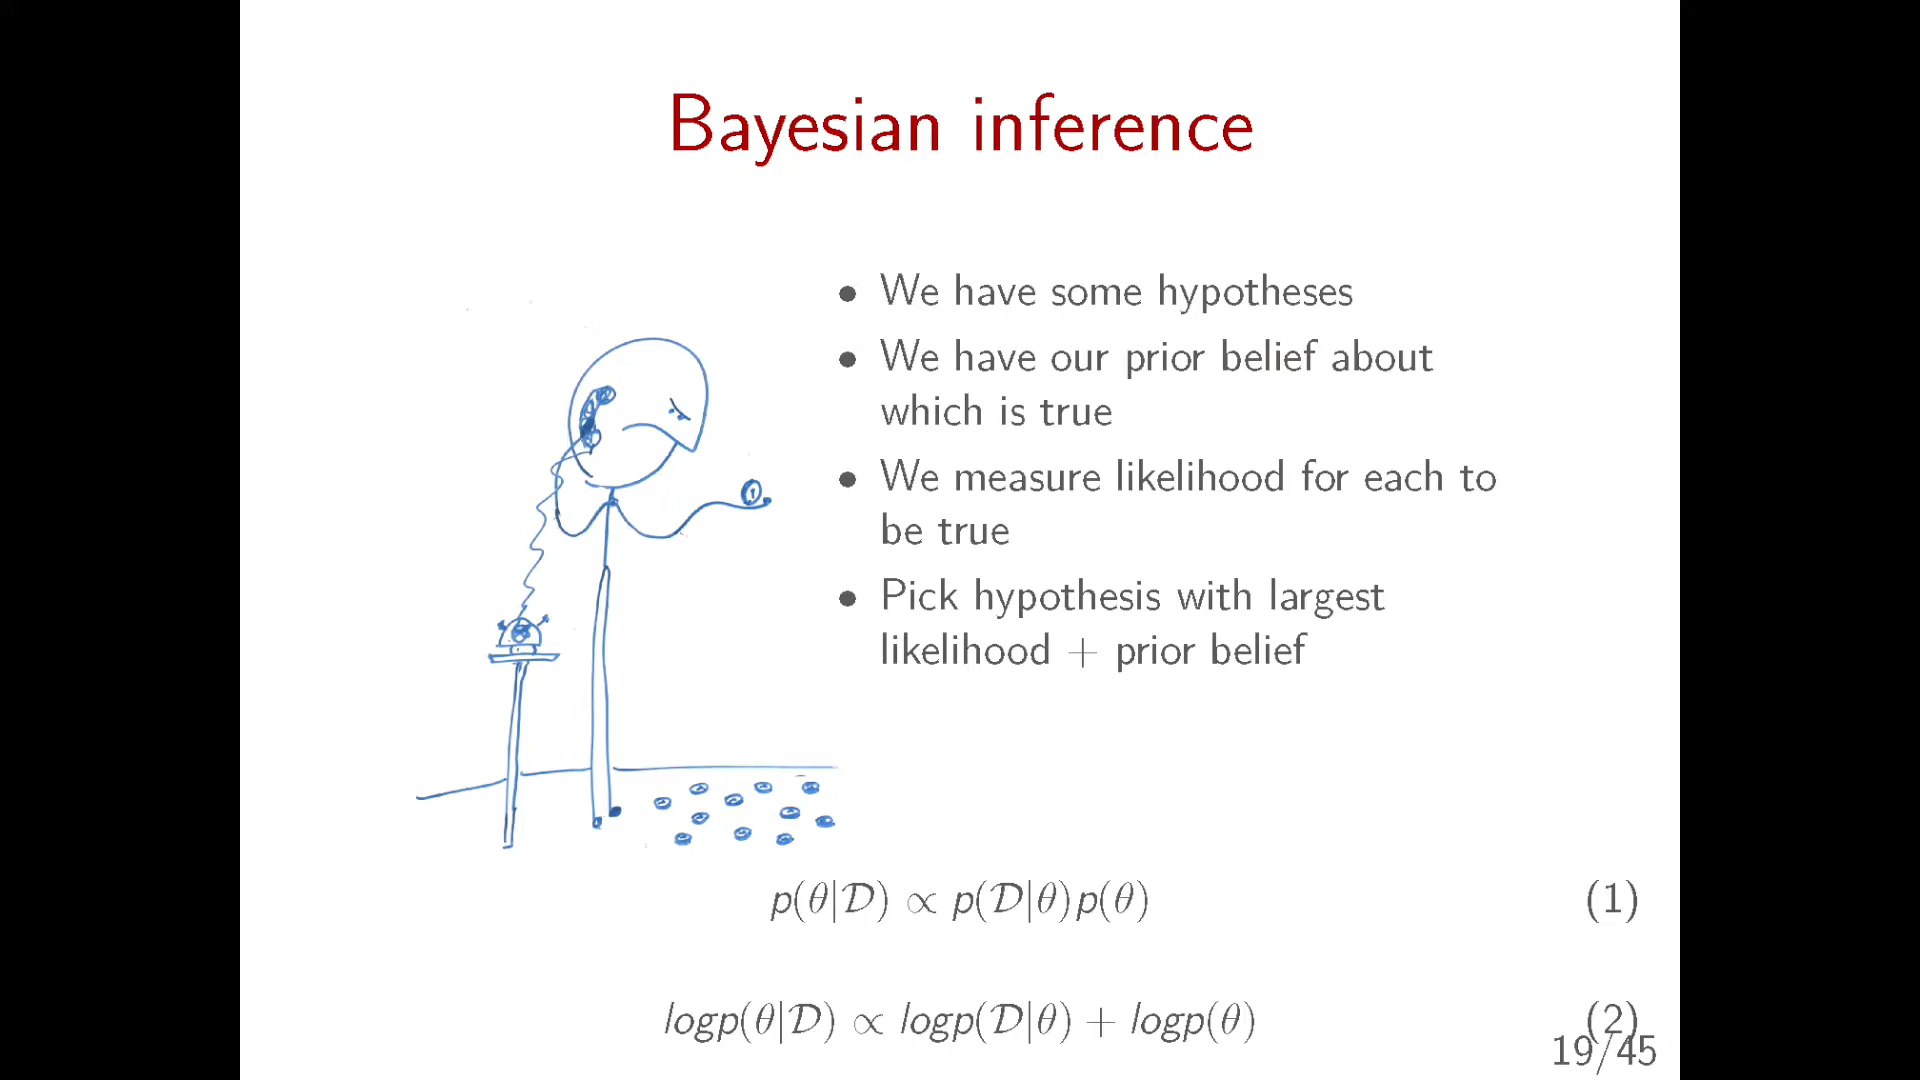 Bayesian inference
• We have some hypotheses
• We have our prior belief about
which is true
• We measure likelihood for each to
be true
• Pick hypothesis with largest
likelihood + prior belief
1
p(θ|𝒟) ∝ p(𝒟|θ)p(θ) (1)
logp(θ|𝒟) ∝ logp(𝒟|θ) + logp(θ) (2)
19/45